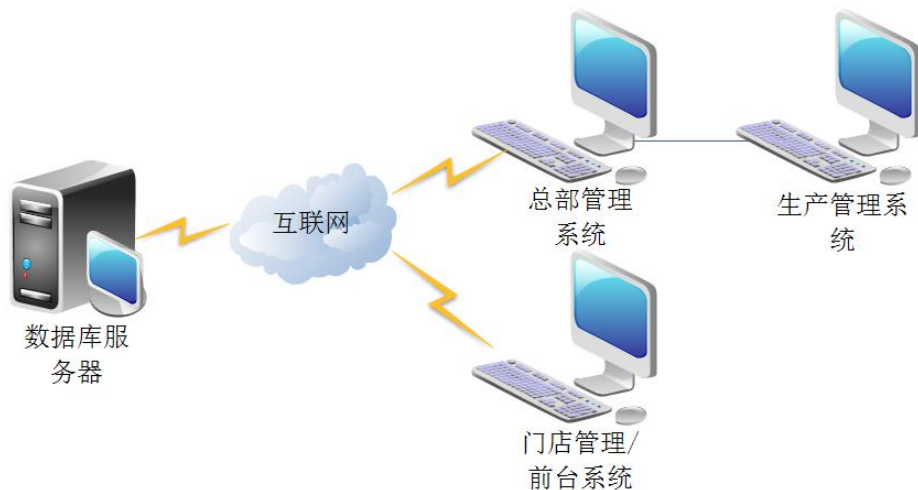 互联网
总部管理
系统
生产管理系
统
数据库服
务器
门店管理/
前台系统